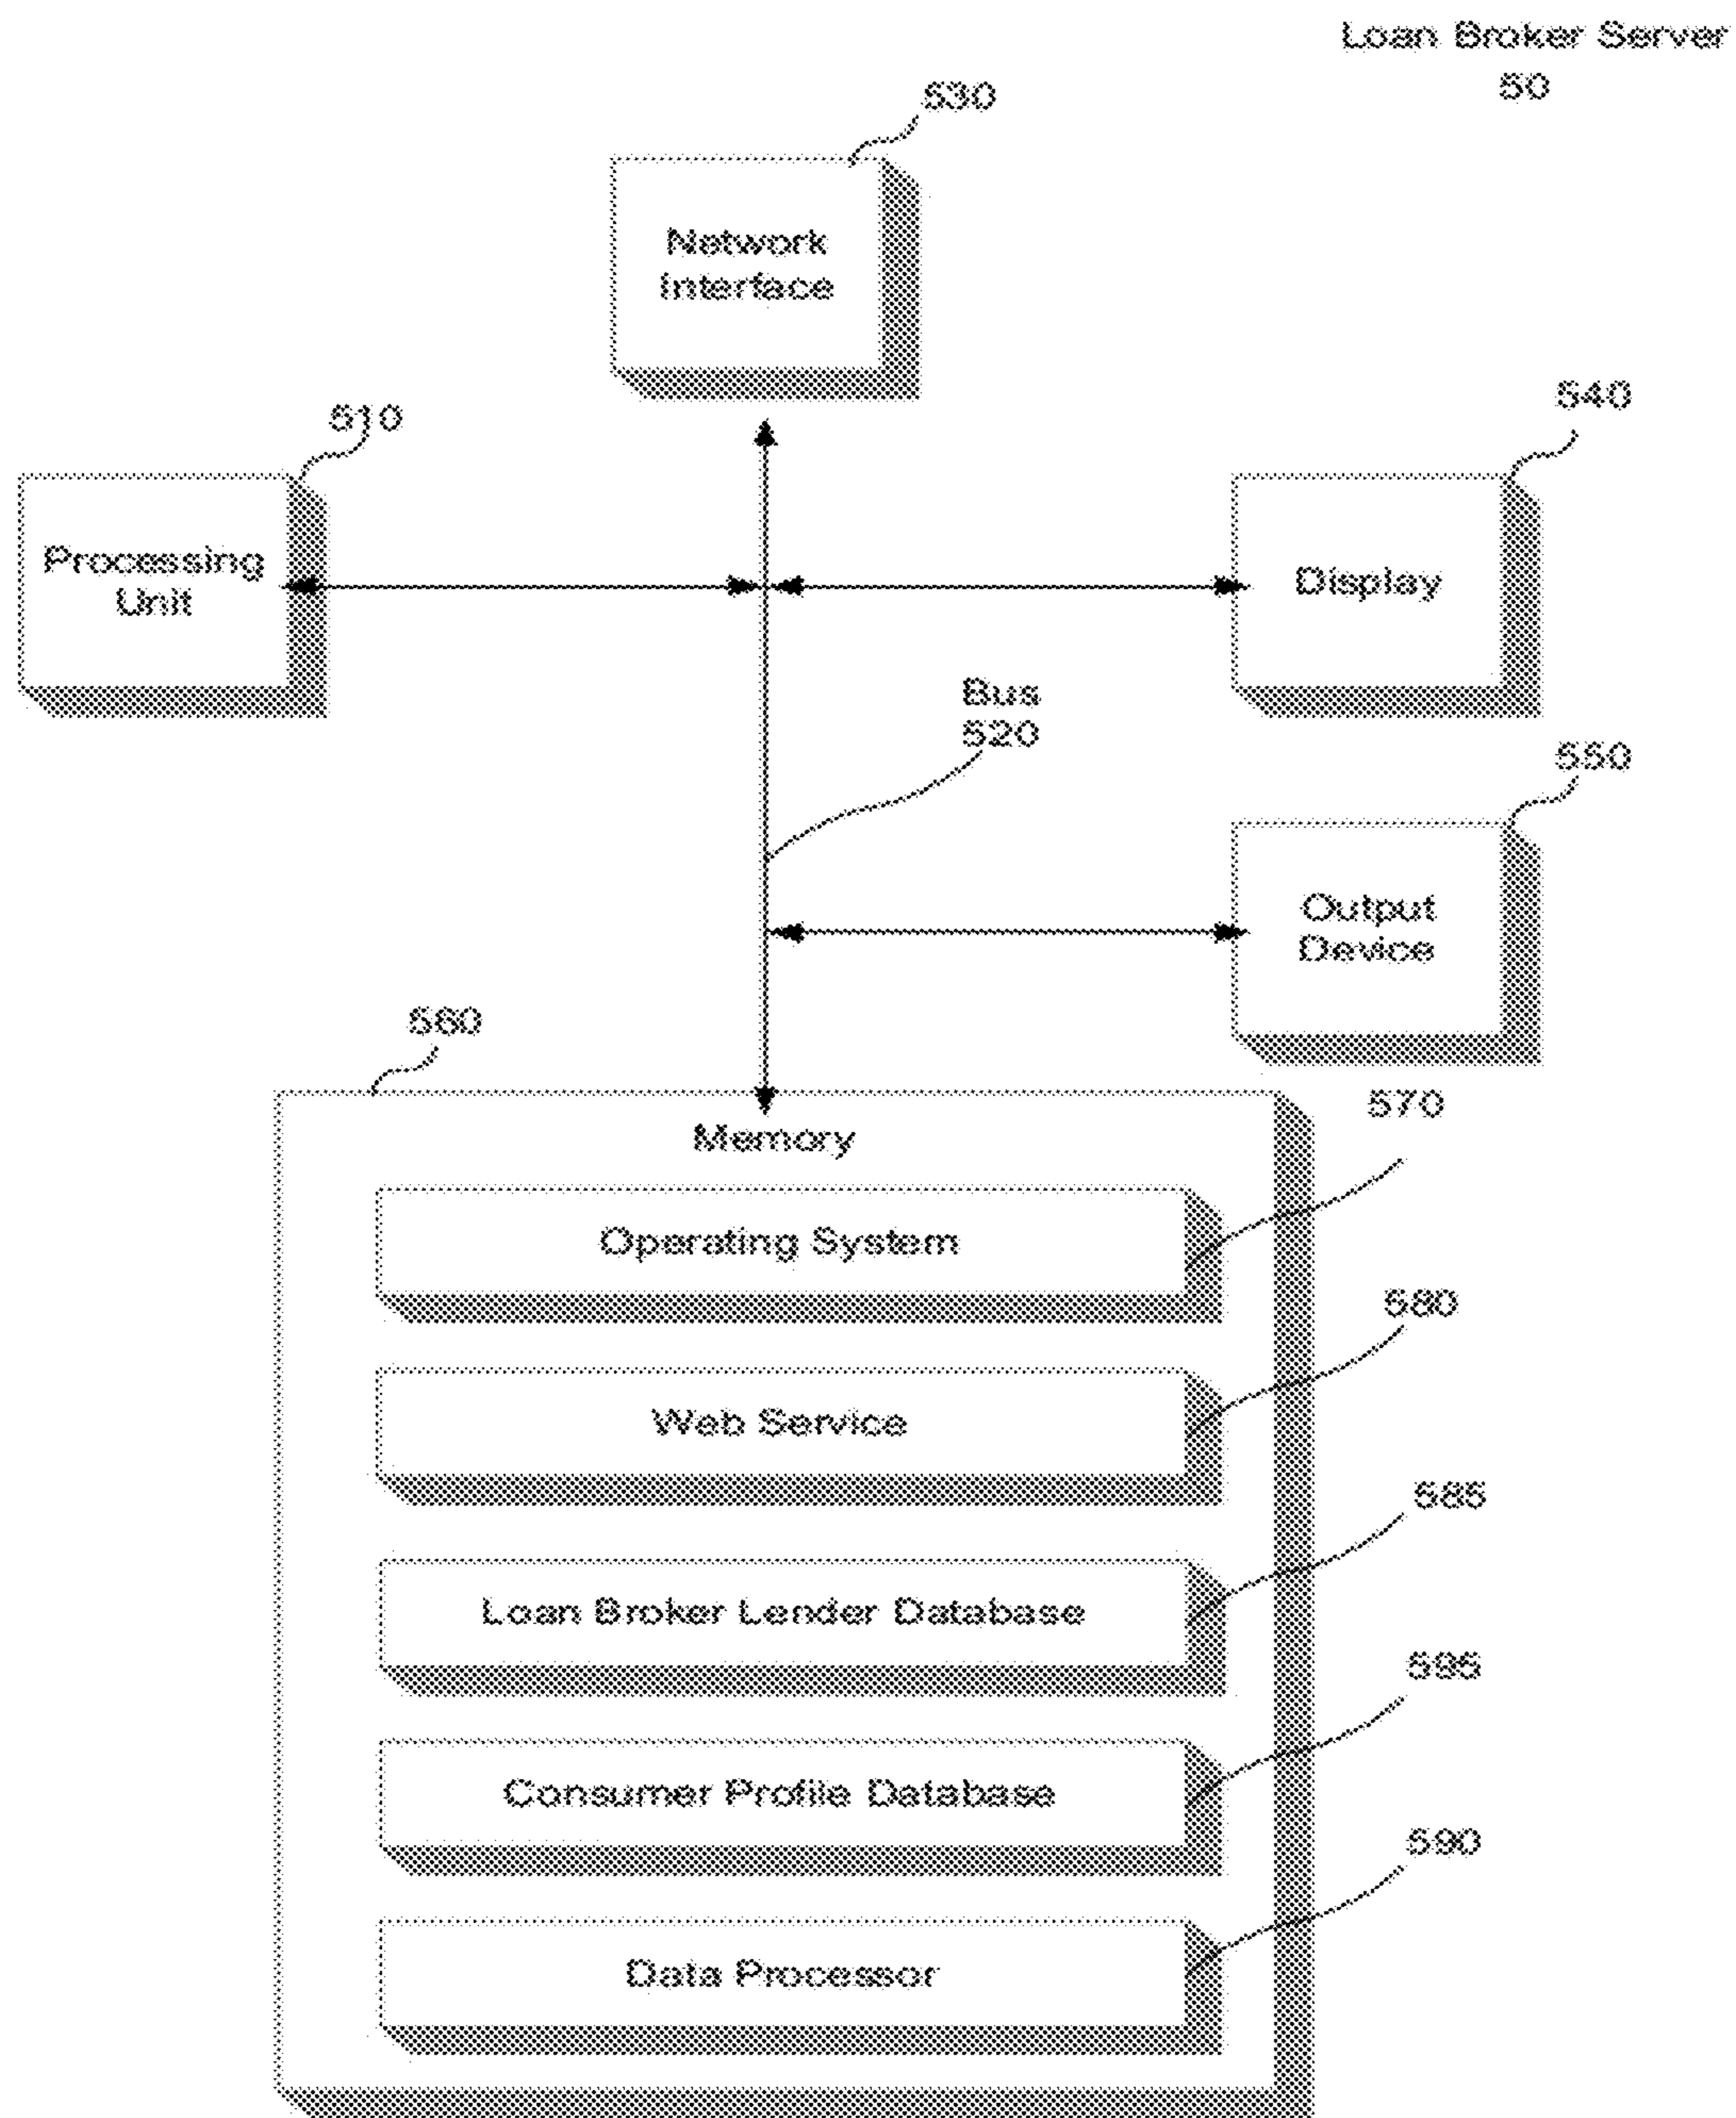 Loan Broker Server
50
530
Network
Interface
510
540
Processing
Unit
Display
Bus
520
550
Output
Device
560
570
Memory
Operating System
580
Web Service
585
Loan Broker Lender Database
595
Consumer Profile Database
590
Data Processor